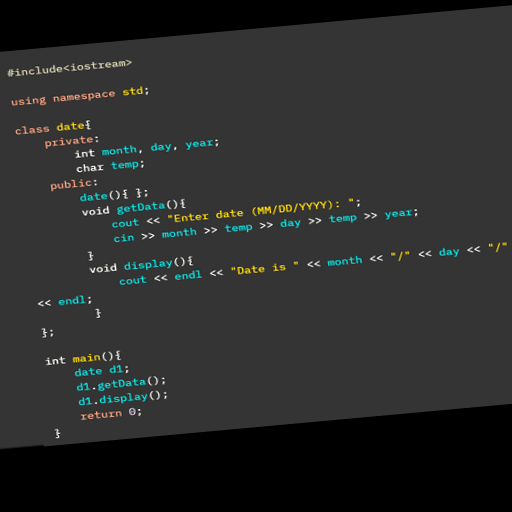 #include<iostream>
using namespace std;
class date{
private:
int month, day, year;
char temp;
public:
date(){ };
void getData(){
cout << "Enter date (MM/DD/YYYY): ";
cin >> month >> temp >> day >> temp >> year;
}
void display(){
cout << endl << "Date is " << month << "/" << day << "/"
<< endl;
}
};
int main(){
date d1;
d1.getData();
d1.display();
return 0;
}